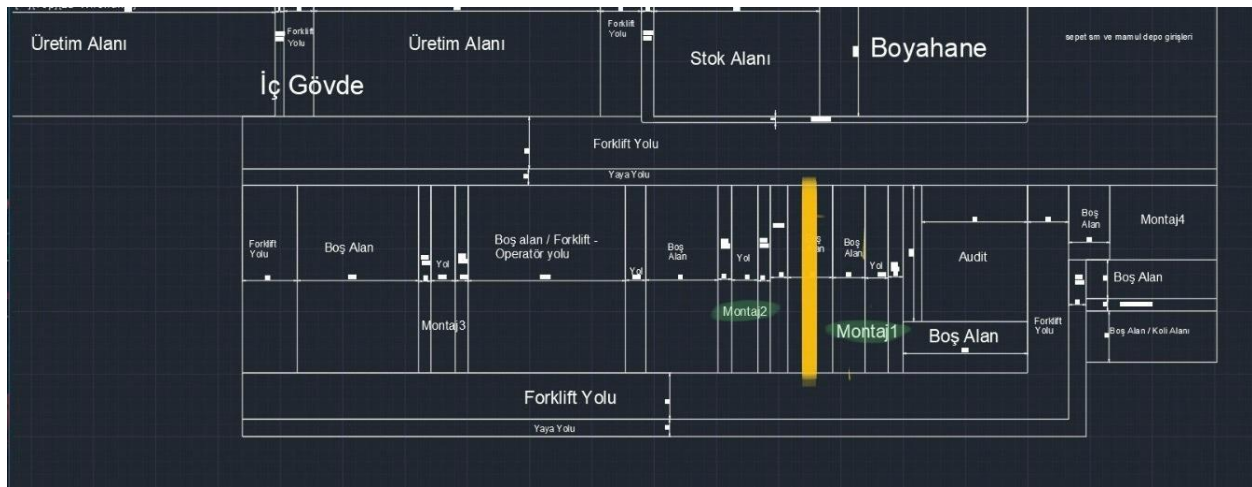 Üretim Alanı
Forklift
Yolu
Üretim Alanı
Forklift
Yolu
Stok Alanı
Boyahane
sepet sm ve mamul depo girişleri
İç Gövde
Forklift Yolu
Yaya Yolu
Forklift
Yolu
Boş Alan
Yol
Boş alan / Forklift -
Operatör yolu
Yol
Boş
Alan
Yol
Alan
Boş
Alan
Yol
Audit
Boş
Alan
Montaj4
Boş Alan
Montaj3
Montaj2
Montaj1
Boş Alan
Forklift
Yolu
Boş Alan / Koli Alanı
Forklift Yolu
Yaya Yolu